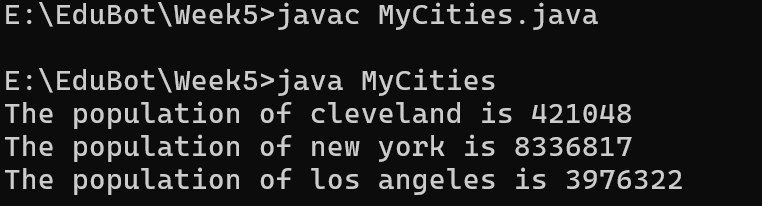 E:\EduBot\Week5>javac MyCities.java
E:\EduBot\Week5>java MyCities
The population of cleveland is 421048
The population of new york is 8336817
The population of los angeles is 3976322